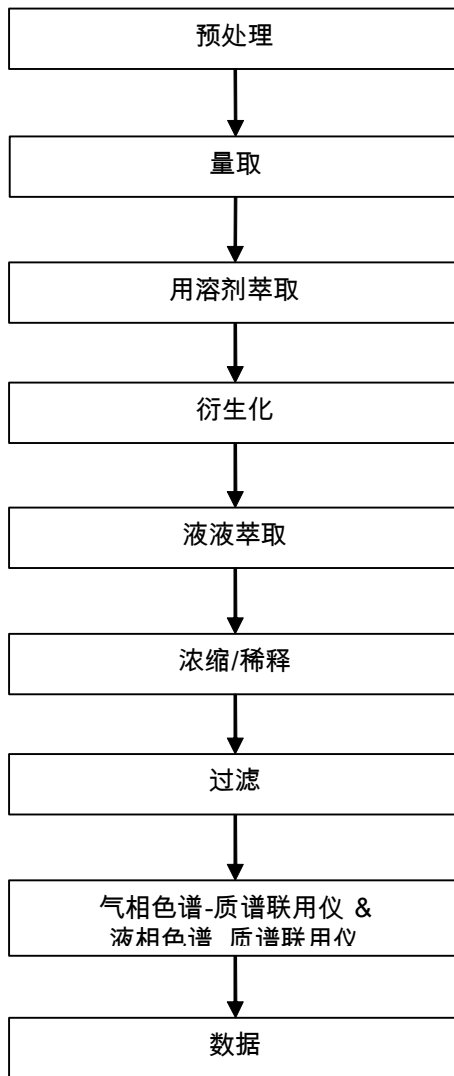 预处理
量取
用溶剂萃取
衍生化
液液萃取
浓缩/稀释
过滤
气相色谱-质谱联用仪 &
液相色谱 质谱联用仪
数据